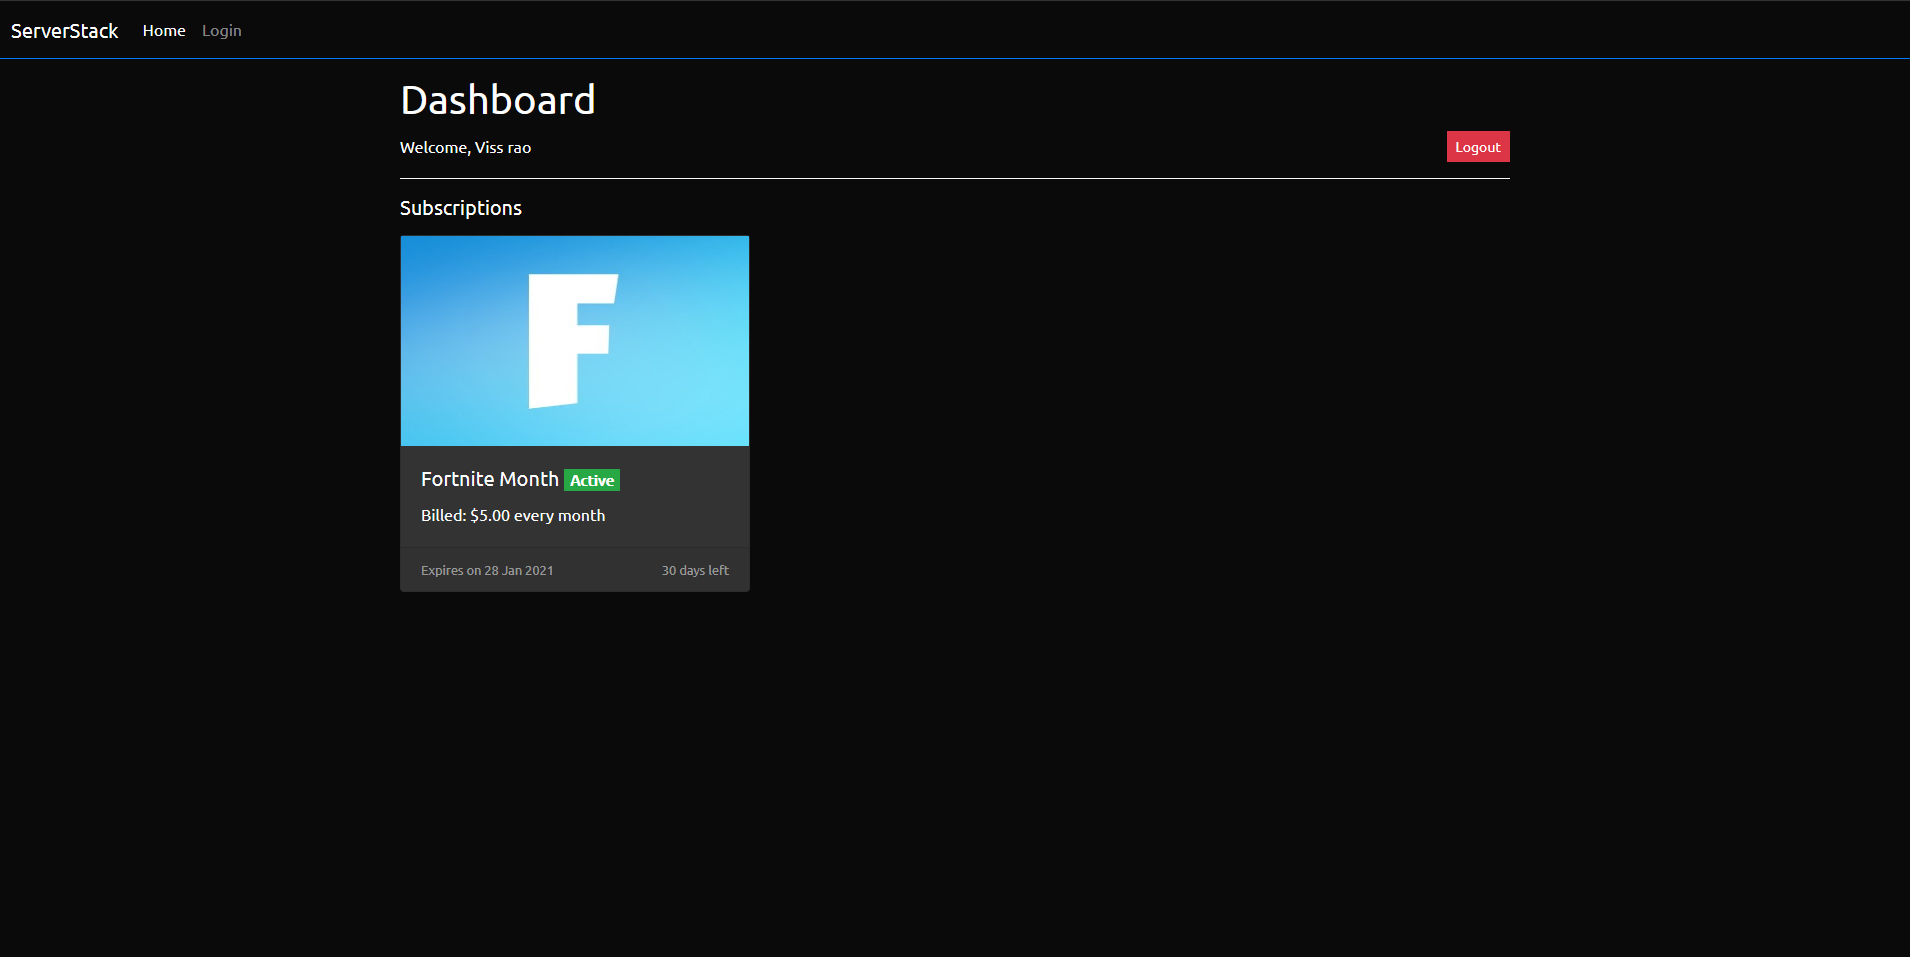 ServerStack Home Login
Dashboard
Welcome, Viss rao
Logout
Subscriptions
F
Fortnite Month Active
Billed: $5.00 every month
Expires on 28 Jan 2021 30 days left